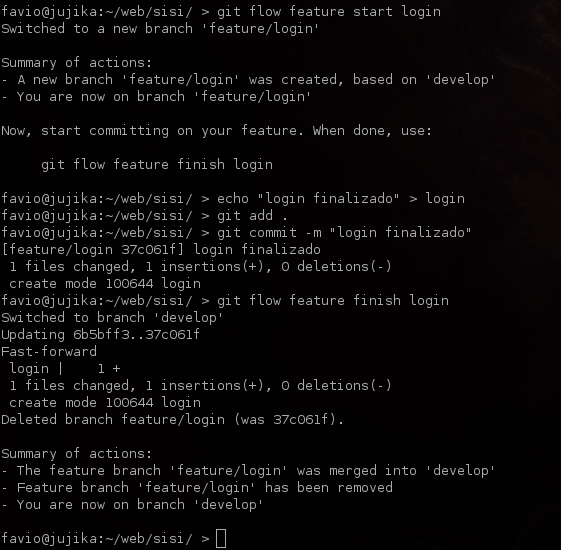 favio@jujika:~/web/sisi/ > git flow feature start login
Switched to a new branch 'feature/login'
Summary of actions:
- A new branch 'feature/login' was created, based on 'develop'
- You are now on branch 'feature/login'
Now, start committing on your feature. When done, use:
     git flow feature finish login
favio@jujika:~/web/sisi/ > echo "login finalizado" > login
favio@jujika:~/web/sisi/ > git add .
favio@jujika:~/web/sisi/ > git commit -m "login finalizado"
[feature/login 37c061f] login finalizado
 1 files changed, 1 insertions(+), 0 deletions(-)
 create mode 100644 login
favio@jujika:~/web/sisi/ > git flow feature finish login
Switched to branch 'develop'
Updating 6b5bff3..37c061f
Fast-forward
 login |    1 +
 1 files changed, 1 insertions(+), 0 deletions(-)
 create mode 100644 login
Deleted branch feature/login (was 37c061f).
Summary of actions:
- The feature branch 'feature/login' was merged into 'develop'
- Feature branch 'feature/login' has been removed
- You are now on branch 'develop'
favio@jujika:~/web/sisi/ >